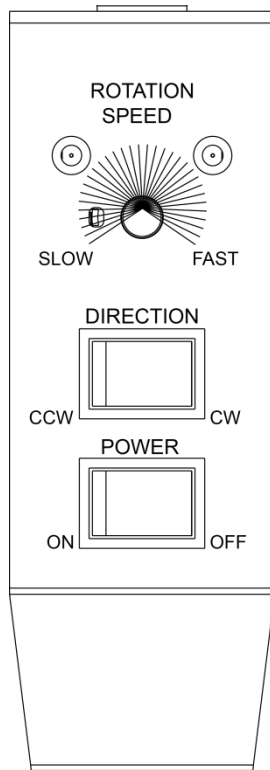 ROTATION
SPEED
SLOW FAST
DIRECTION
CCW CW
POWER
ON OFF